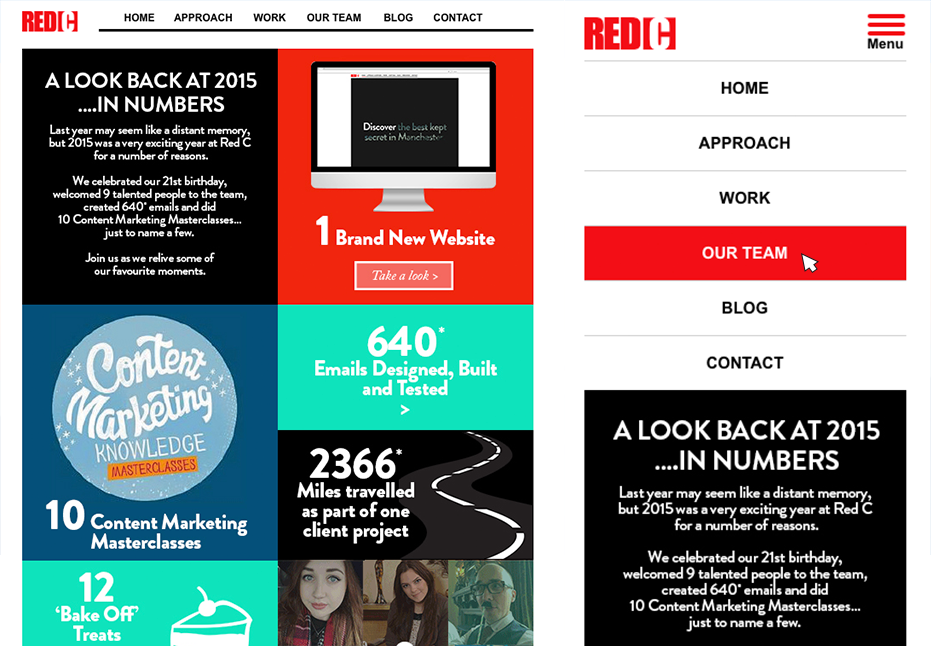 RED C
HOME APPROACH WORK OUR TEAM BLOG CONTACT
A LOOK BACK AT 2015
....IN NUMBERS
Last year may seem like a distant memory,
but 2015 was a very exciting year at Red C
for a number of reasons.
We celebrated our 21st birthday,
welcomed 9 talented people to the team,
created 640* emails and did
10 Content Marketing Masterclasses...
just to name a few.
Join us as we relive some of
our favourite moments.
Discover the best kept
secret in Manchester
1 Brand New Website
Take a look >
Content
Marketing
KNOWLEDGE
MASTERCLASSES
10 Content Marketing
Masterclasses
640*
Emails Designed, Built
and Tested
>
2366*
Miles travelled
as part of one
client project
12
‘Bake Off’
Treats
RED C
Menu
HOME
APPROACH
WORK
OUR TEAM
BLOG
CONTACT
A LOOK BACK AT 2015
....IN NUMBERS
Last year may seem like a distant memory,
but 2015 was a very exciting year at Red C
for a number of reasons.
We celebrated our 21st birthday,
welcomed 9 talented people to the team,
created 640* emails and did
10 Content Marketing Masterclasses...
just to name a few.